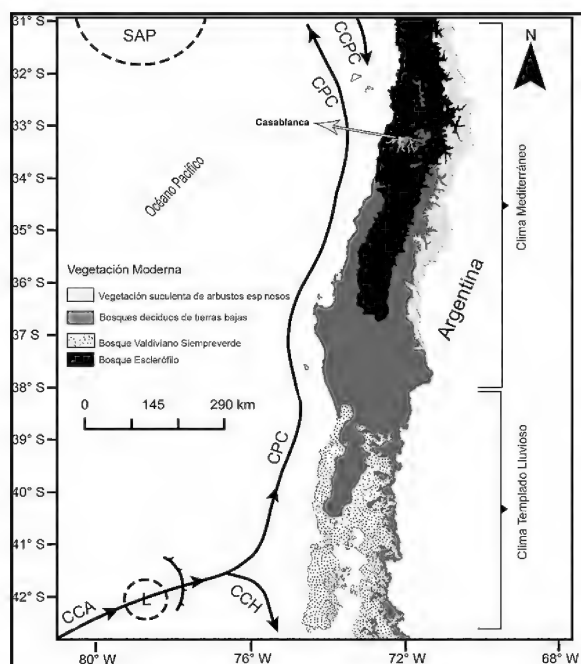 SAP
CCPC
CPC
N
31° S
32° S
33° S
34° S
35° S
36° S
37° S
38° S
39° S
40° S
41° S
42° S
Casablanca
Océano Pacífico
Vegetación Moderna
Vegetación suculenta de arbustos espinosos
Bosques deciduos de tierras bajas
Bosque Valdiviano Siempreverde
Bosque Esclerófilo
0 145 290 km
Argentina
Clima Mediterráneo
Clima Templado Lluvioso
CPC
L
CCA
CCH
80° W
76° W
72° W
68° W